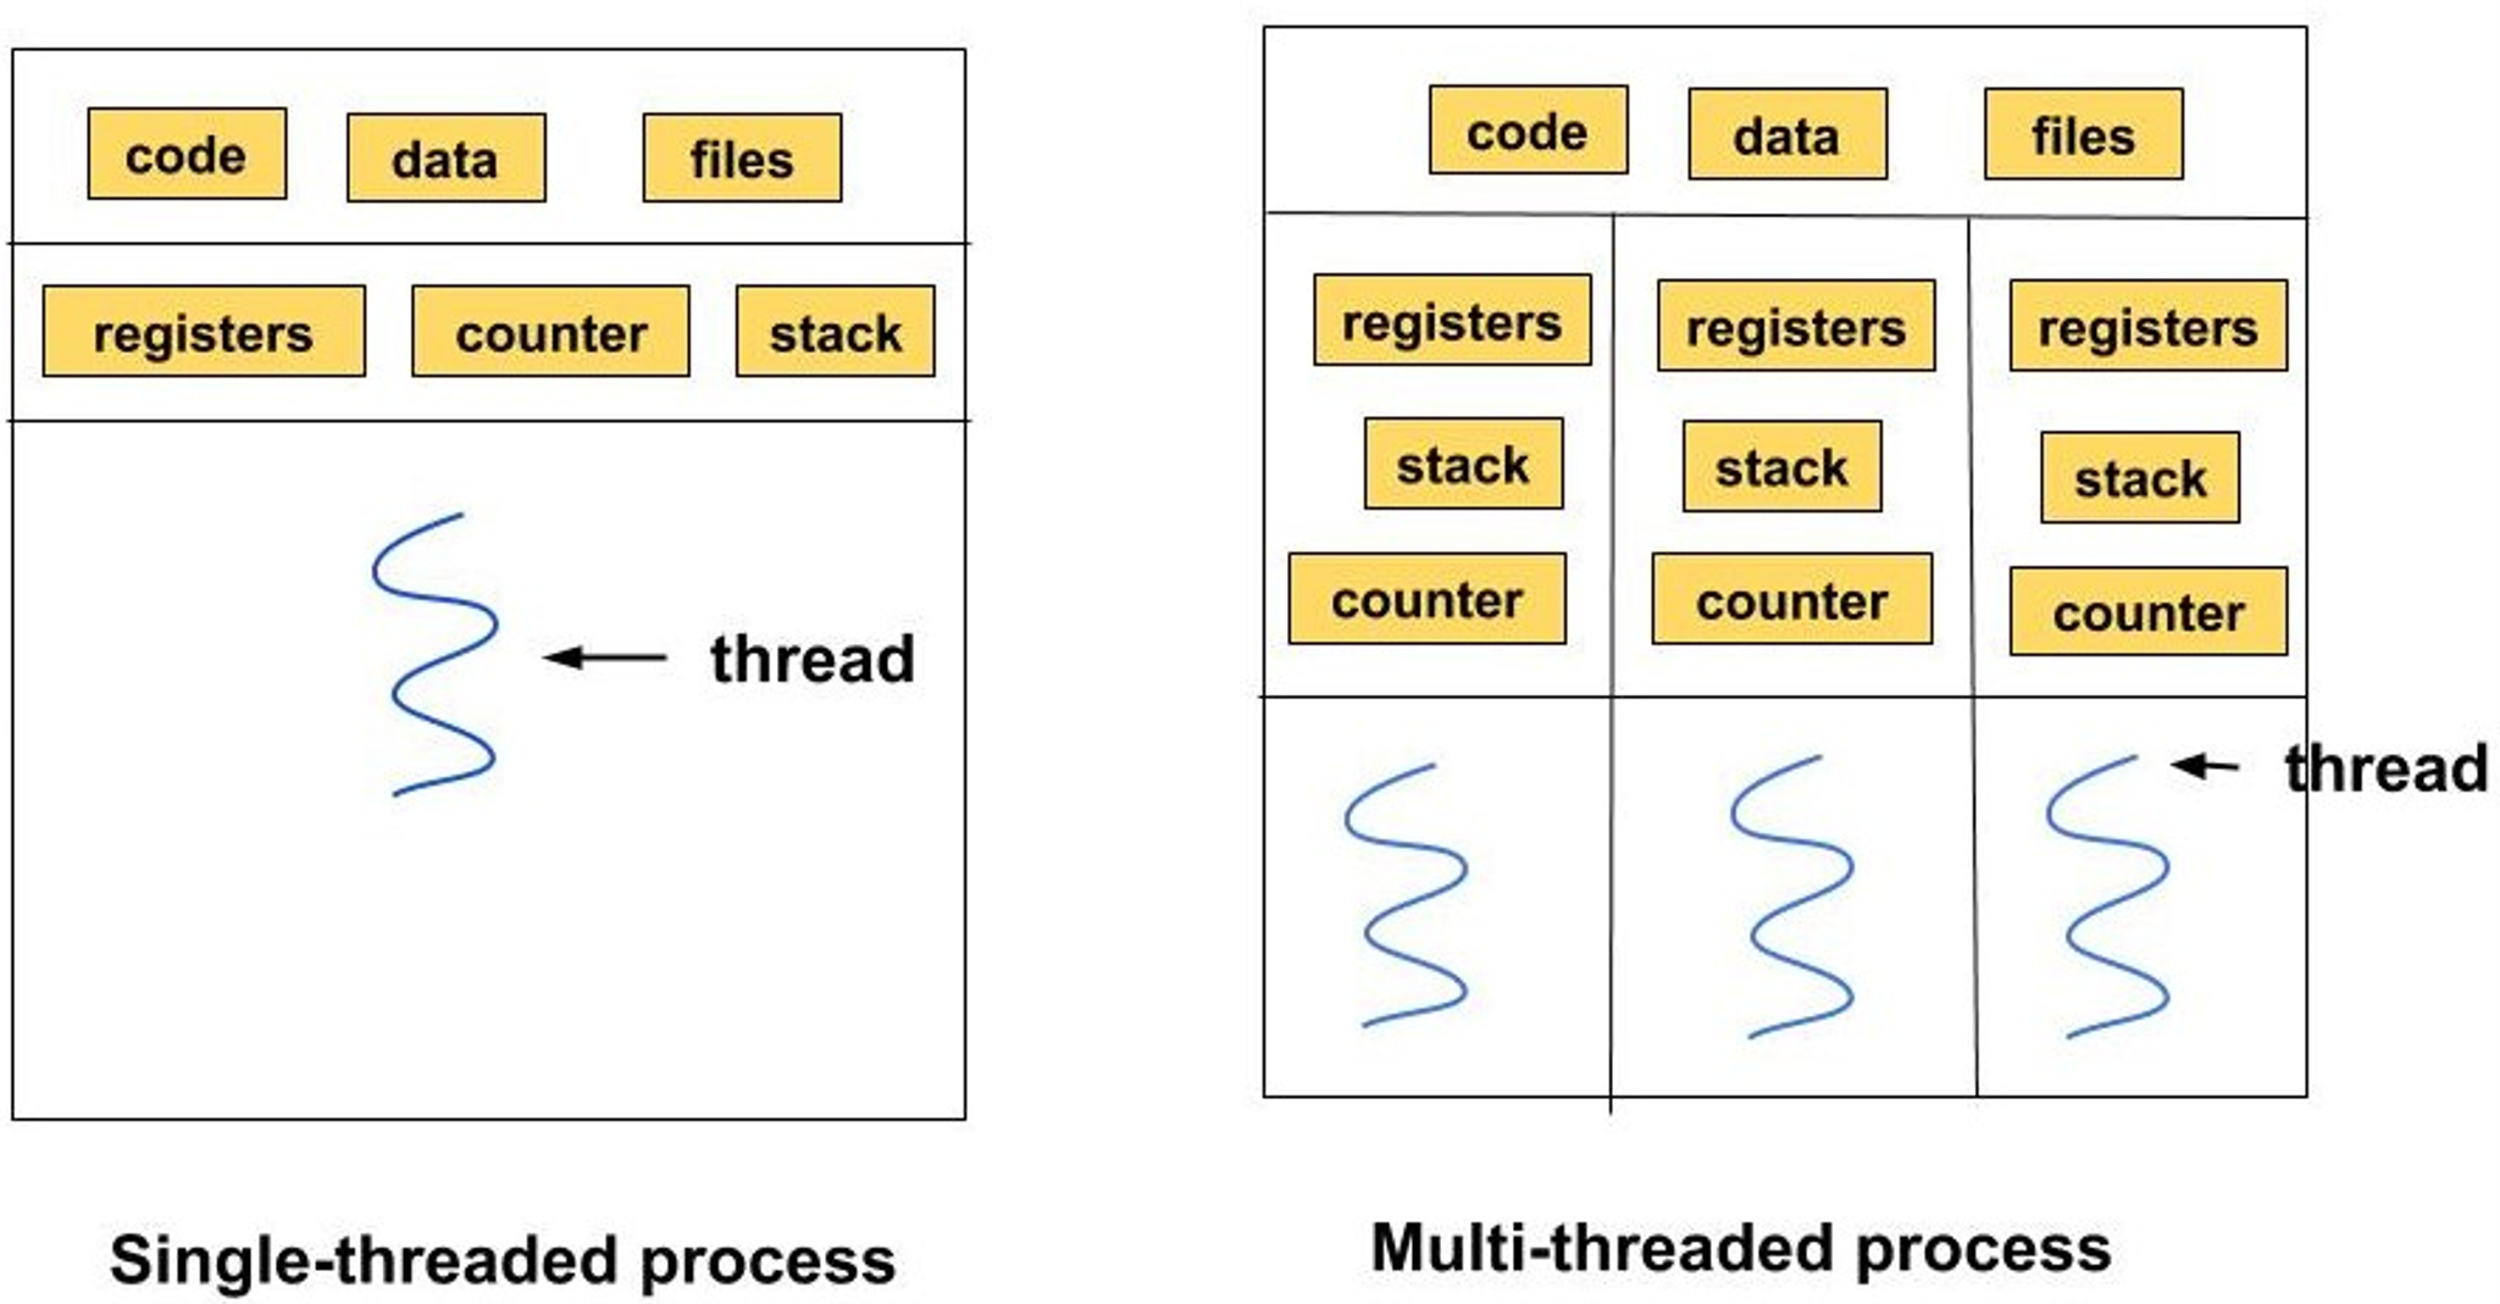 code data files
registers counter stack
thread
Single-threaded process
code data files
registers registers registers
stack stack stack
counter counter counter
thread
Multi-threaded process